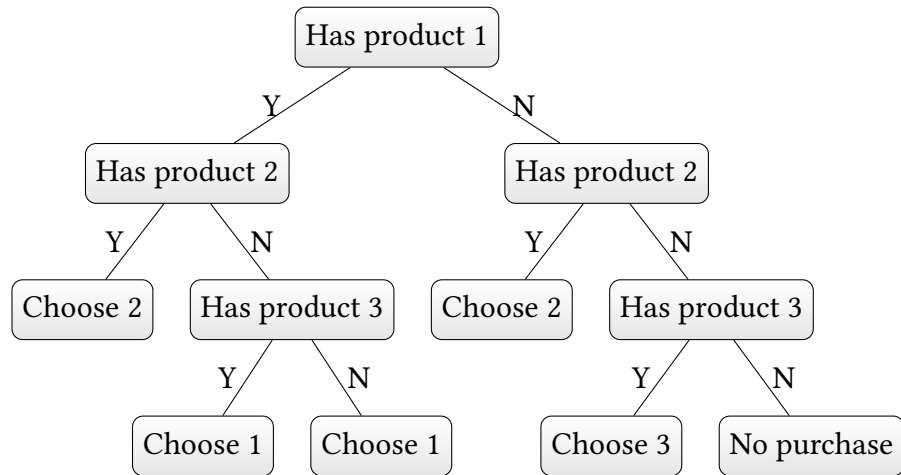 Has product 1
Y
N
Has product 2
Has product 2
Y
N
Y
N
Choose 2
Has product 3
Choose 2
Has product 3
Y
N
Y
N
Choose 1
Choose 1
Choose 3
No purchase